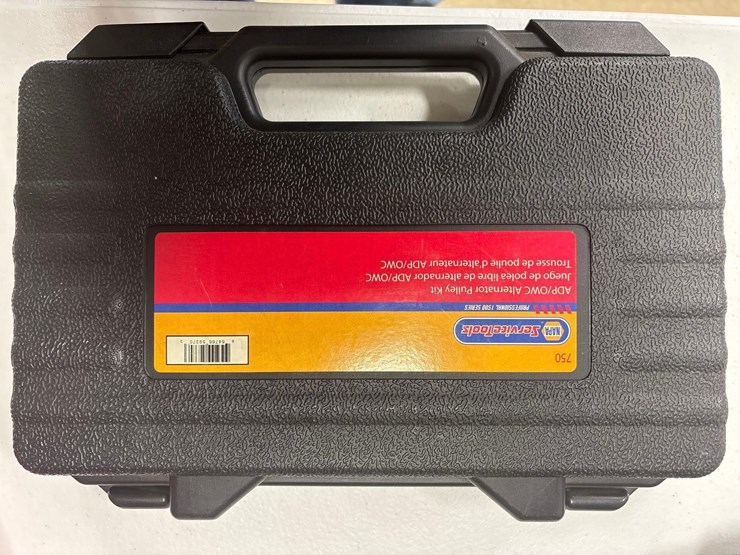 750
NAPA ServiceTools
PROFESSIONAL 1500 SERIES
ADP/OWC Alternator Pulley Kit
Juego de polea libre de alternador ADP/OWC
Trousse de poulie d'alternateur ADP/OWC